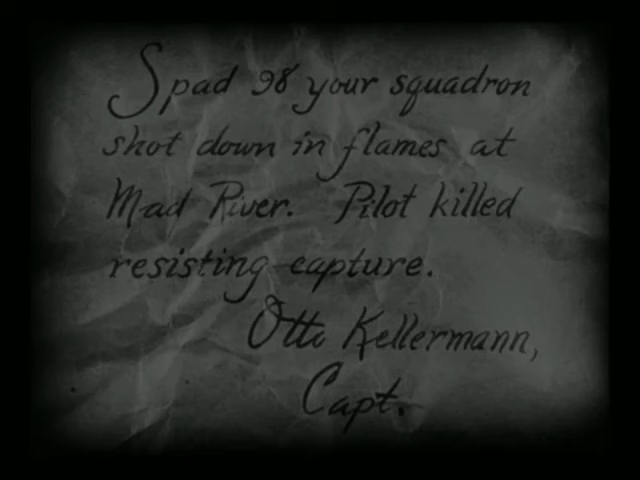 Spad 98 your squadron
shot down in flames at
Mad River. Pilot killed
resisting capture.
Otto Kellermann,
Capt.